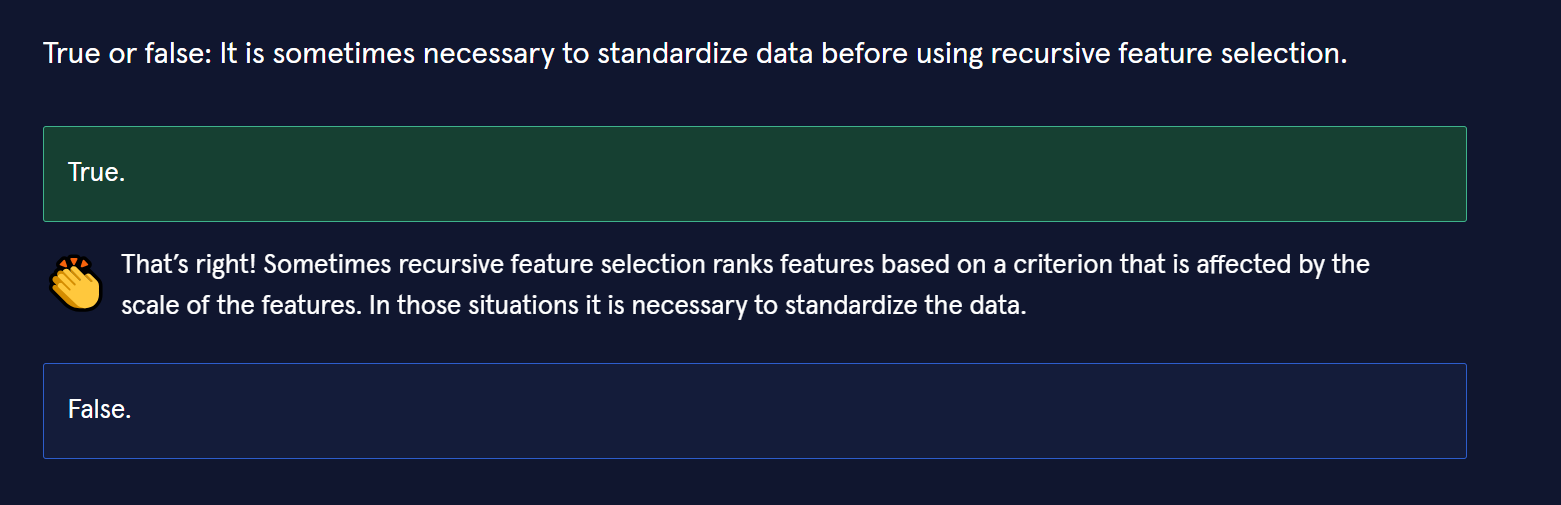 True or false: It is sometimes necessary to standardize data before using recursive feature selection.
True.
That’s right! Sometimes recursive feature selection ranks features based on a criterion that is affected by the
scale of the features. In those situations it is necessary to standardize the data.
False.